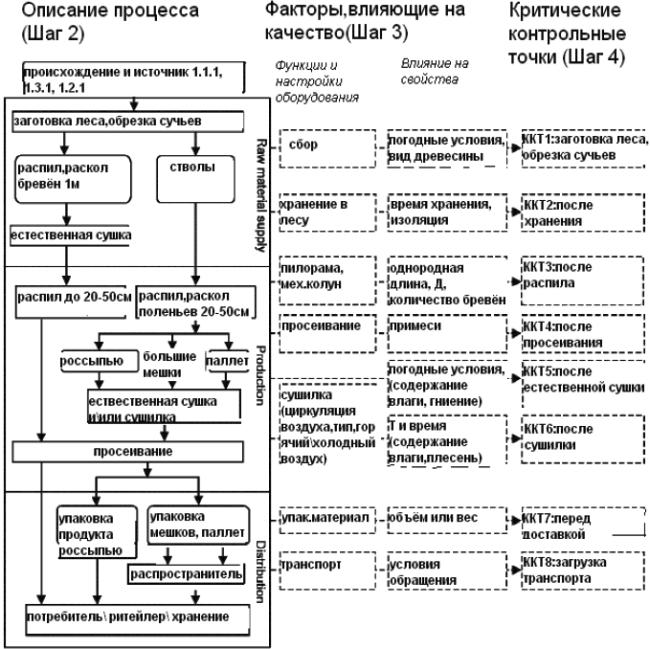 Описание процесса
(Шаг 2)
Факторы,влияющие на
качество(Шаг 3)
Критические
контрольные
точки (Шаг 4)
Функции и
настройки
оборудования
Влияние на
свойства
происхождение и источник 1.1.1,
1.3.1, 1.2.1
заготовка леса,обрезка сучьев
распил,раскол
бревён 1м
стволы
естественная сушка
Raw material supply
распил до 20-50см
распил,раскол
поленьев 20-50см
россыпью
большие
мешки
паллет
ествественная сушка
и\или сушилка
просеивание
Production
упаковка
продукта
россыпью
упаковка
мешков, паллет
распространитель
потребитель\ ритейлер\ хранение
Distribution
сбор
погодные условия,
вид древесины
ККТ1:заготовка леса,
обрезка сучьев
хранение в
лесу
время хранения,
изоляция
ККТ2:после
хранения
пилорама,
мех.колун
однородная
длина, Д,
количество бревён
ККТ3:после
распила
просеивание
примеси
ККТ4:после
просеивания
сушилка
(циркуляция
воздуха,тип,гор
ячий\холодный
воздух)
погодные условия,
(содержание
влаги, гниение)
ККТ5:после
естественной сушки
Т и время
(содержание
влаги,плесень)
ККТ6:после
сушилки
упак.материал
объём или вес
ККТ7:перед
доставкой
транспорт
условия
обращения
ККТ8:загрузка
транспорта